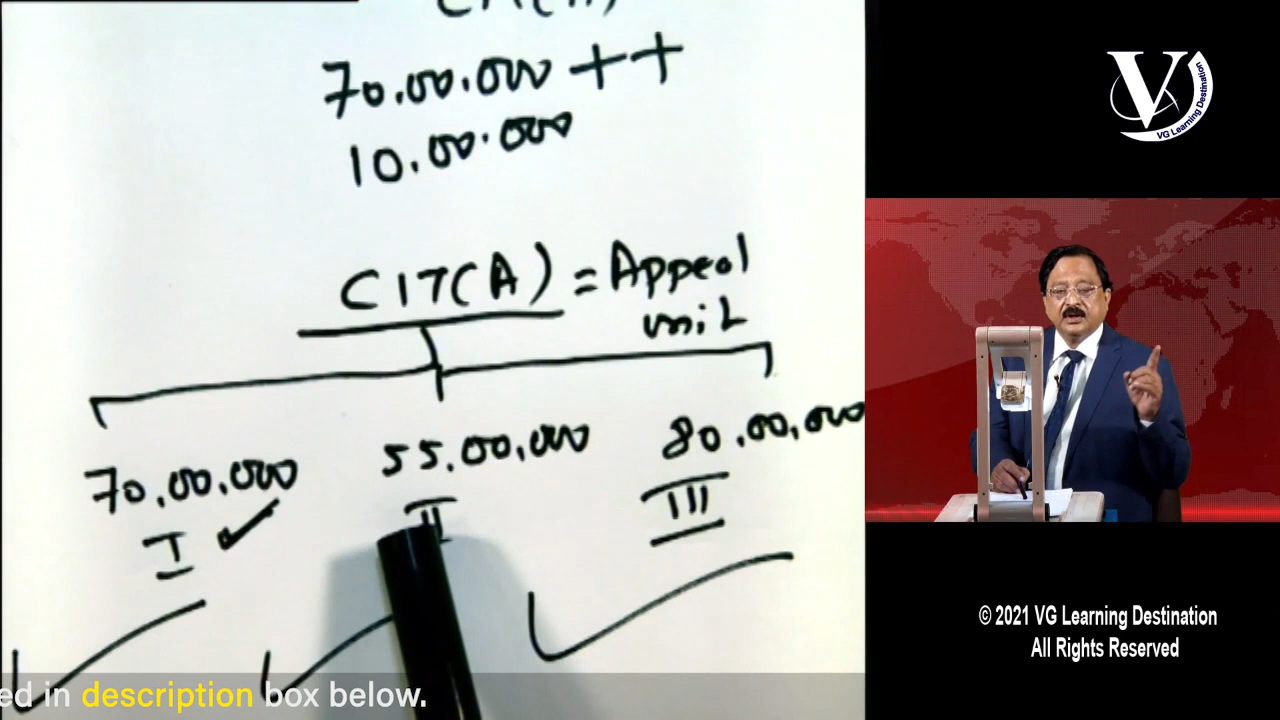 70,00,000 ++
10,00,000
CIT(A) = Appeal
unit
70,00,000
55,00,000
80,00,000
I
II
III
V
VG Learning Destination
© 2021 VG Learning Destination
All Rights Reserved
ed in description box below.